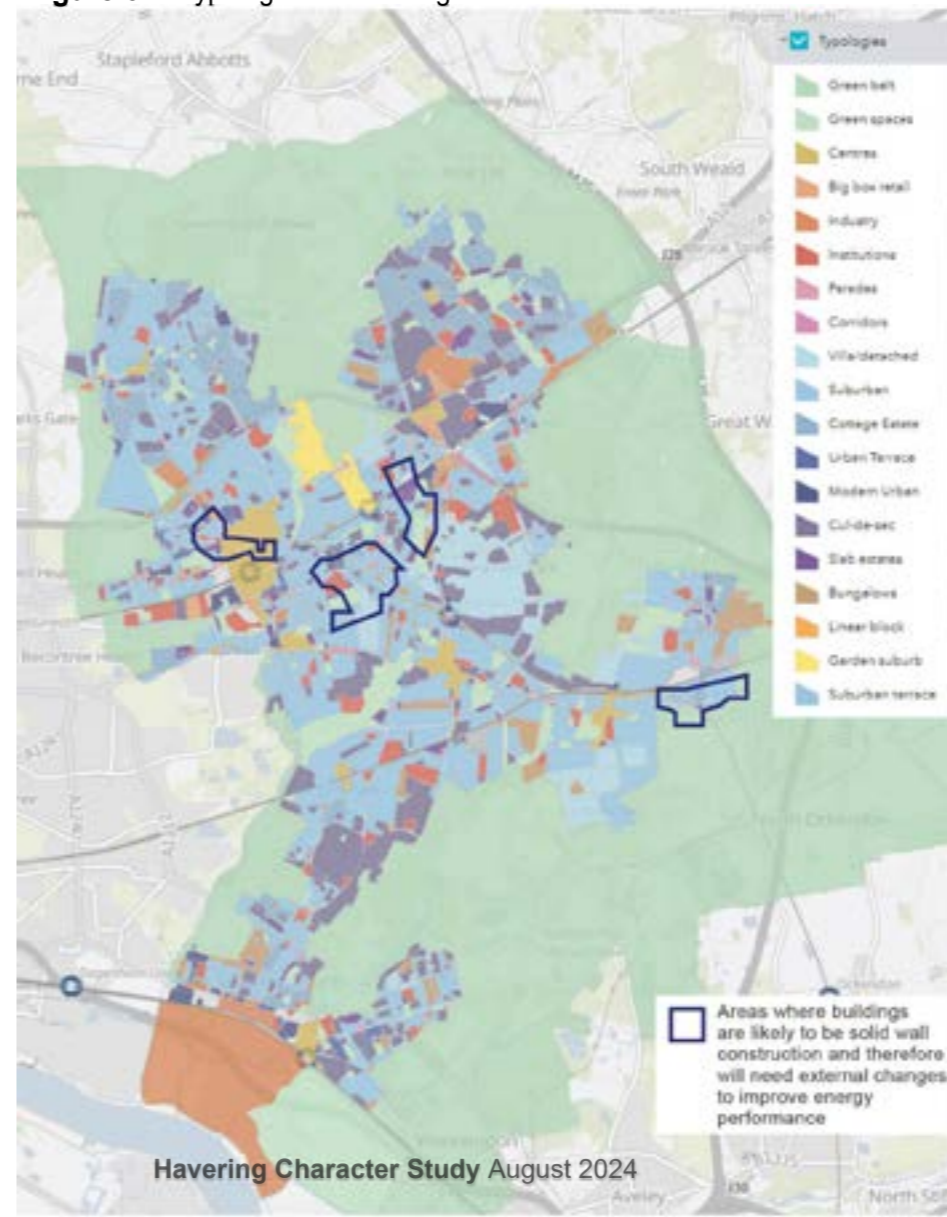 Stapleford Abbotts
South Weald
Great W
Typologies
Green belt
Green spaces
Centres
Big box retail
Industry
Institutions
Parades
Corridors
Villa/detached
Suburban
Cottage Estate
Urban Terrace
Modern Urban
Cul-de-sac
Slab estates
Bungalows
Linear block
Garden suburb
Suburban terrace
Areas where buildings
are likely to be solid wall
construction and therefore
will need external changes
to improve energy
performance
Havering Character Study August 2024
Aveley